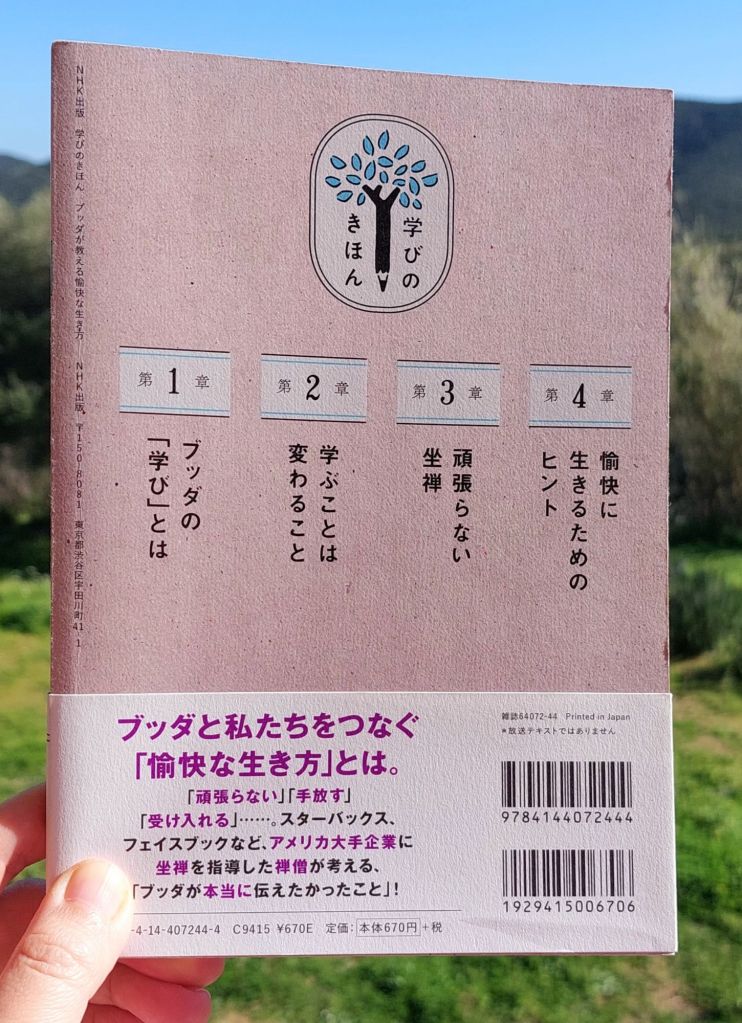 NHK出版 学びのきほん ブッダが教える愉快な生き方 NHK出版 〒150-8081 東京都渋谷区宇田川町41 1
学びの
きほん
第1章
ブッダの
「学び」とは
第2章
学ぶことは
変わること
第3章
頑張らない
坐禅
第4章
愉快に
生きるための
ヒント
ブッダと私たちをつなぐ
「愉快な生き方」とは。
「頑張らない」「手放す」
「受け入れる」……。スターバックス、
フェイスブックなど、アメリカ大手企業に
坐禅を指導した禅僧が考える、
「ブッダが本当に伝えたかったこと」!
雑誌64072-44 Printed in Japan
*放送テキストではありません
9784144072444
1929415006706
-4-14-407244-4 C9415 ¥670E 定価:本体670円+税